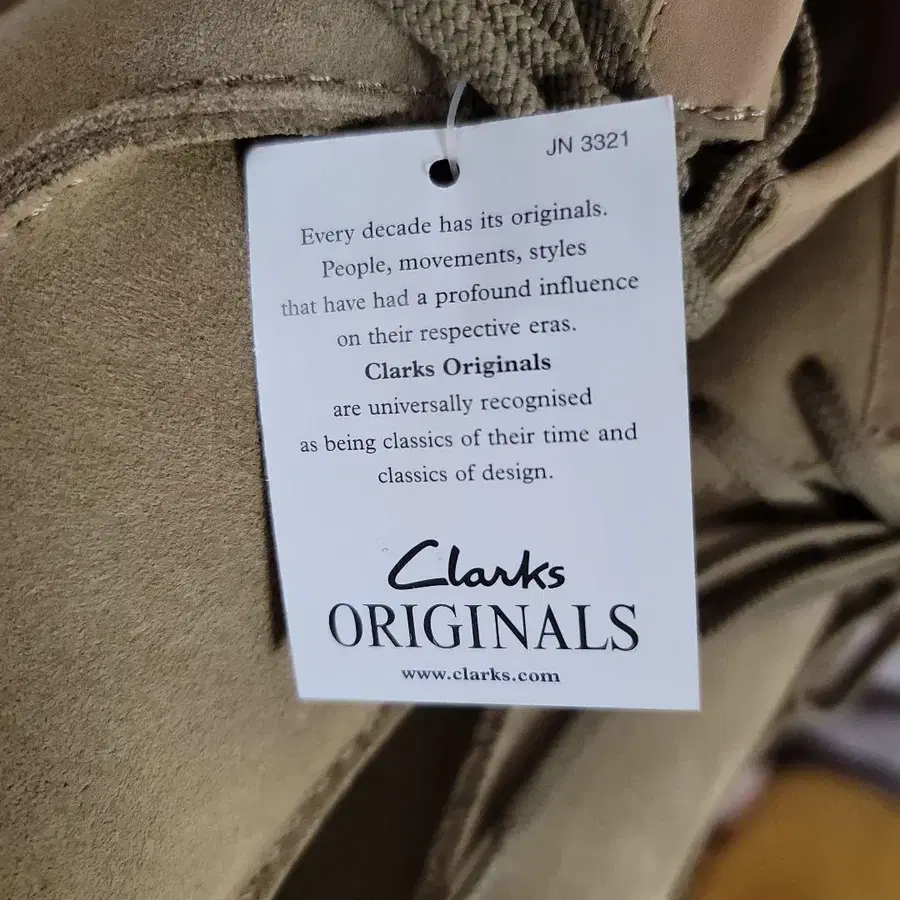 JN 3321
Every decade has its originals.
People, movements, styles
that have had a profound influence
on their respective eras.
Clarks Originals
are universally recognised
as being classics of their time and
classics of design.
Clarks
ORIGINALS
www.clarks.com